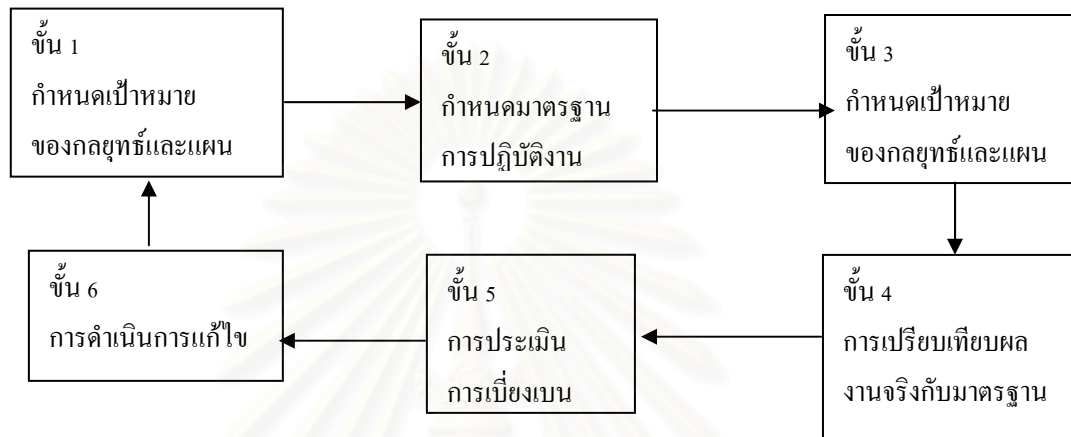 ขั้น 1
กำหนดเป้าหมาย
ของกลยุทธ์และแผน
ขั้น 2
กำหนดมาตรฐาน
การปฏิบัติงาน
ขั้น 3
กำหนดเป้าหมาย
ของกลยุทธ์และแผน
ขั้น 4
การเปรียบเทียบผล
งานจริงกับมาตรฐาน
ขั้น 5
การประเมิน
การเบี่ยงเบน
ขั้น 6
การดำเนินการแก้ไข